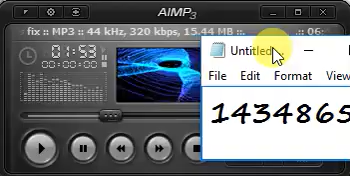 AIMP3
fix :: MP3 :: 44 kHz, 320 kbps, 15.44 MB
01:53
Untitled
File Edit Format View
1434865